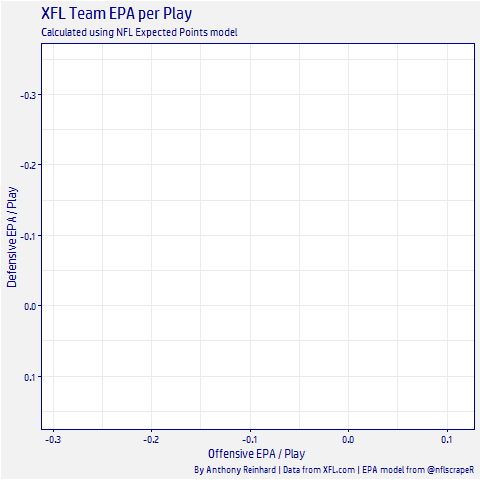 XFL Team EPA per Play
Calculated using NFL Expected Points model
Defensive EPA / Play
-0.3
-0.2
-0.1
0.0
0.1
-0.3
-0.2
-0.1
0.0
0.1
Offensive EPA / Play
By Anthony Reinhard | Data from XFL.com | EPA model from @nflscrapeR